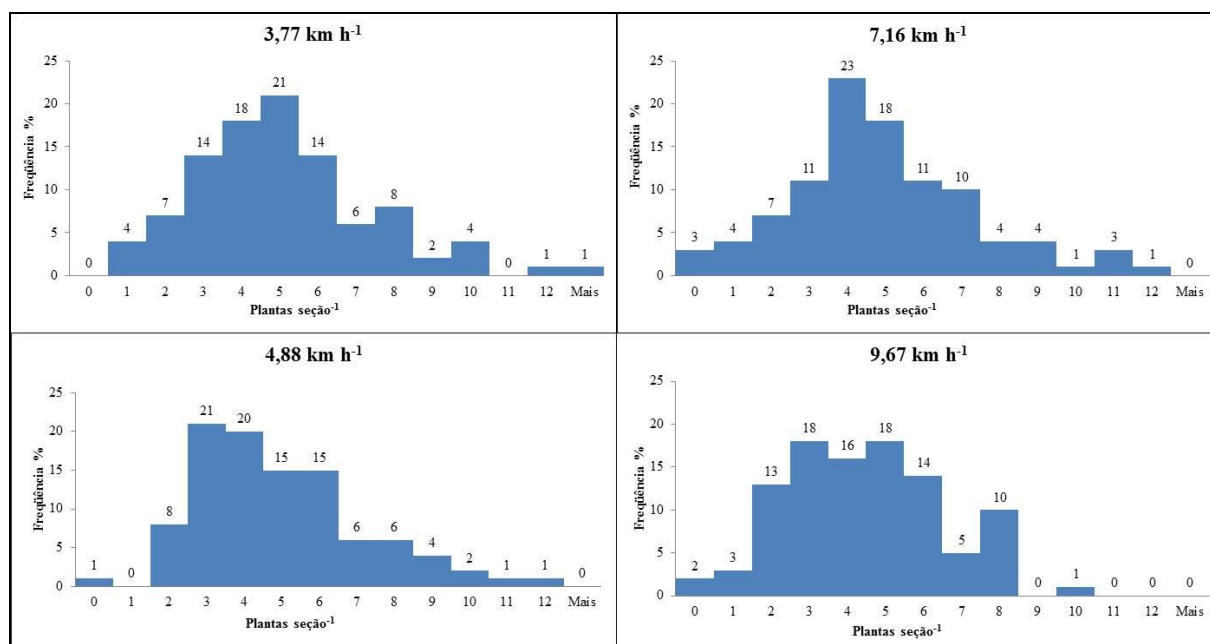 3,77 km h⁻¹
Freqüência %
25
20
15
10
5
0
0 4 7 14 18 21 14 6 8 2 4 0 1 1
0 1 2 3 4 5 6 7 8 9 10 11 12 Mais
Plantas seção⁻¹
7,16 km h⁻¹
Freqüência %
25
20
15
10
5
0
3 4 7 11 23 18 11 10 4 4 1 3 1 0
0 1 2 3 4 5 6 7 8 9 10 11 12 Mais
Plantas seção⁻¹
4,88 km h⁻¹
Freqüência %
25
20
15
10
5
0
1 0 8 21 20 15 15 6 6 4 2 1 1 0
0 1 2 3 4 5 6 7 8 9 10 11 12 Mais
Plantas seção⁻¹
9,67 km h⁻¹
Freqüência %
25
20
15
10
5
0
2 3 13 18 16 18 14 5 10 0 1 0 0 0
0 1 2 3 4 5 6 7 8 9 10 11 12 Mais
Plantas seção⁻¹